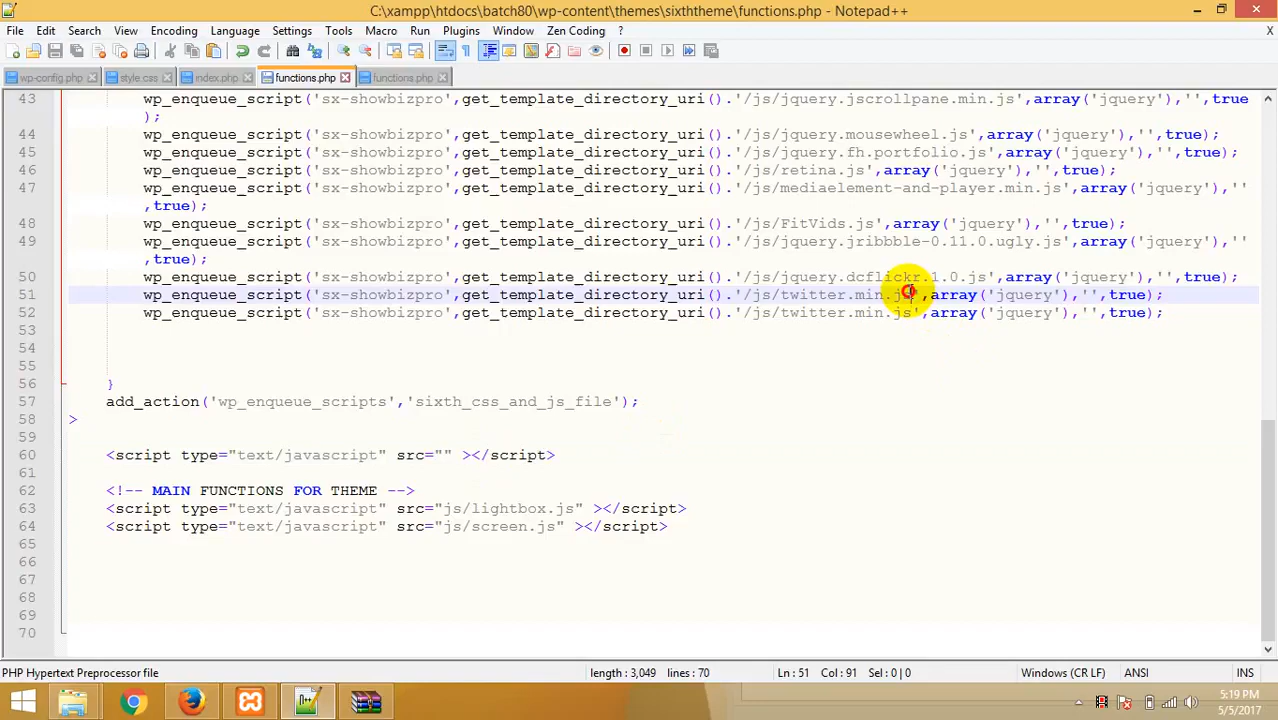 C:\xampp\htdocs\batch80\wp-content\themes\sixththeme\functions.php - Notepad++
File Edit Search View Encoding Language Settings Tools Macro Run Plugins Window Zen Coding ? X
wp-config.php style.css index.php functions.php functions.php
43 wp_enqueue_script('sx-showbizpro',get_template_directory_uri().'/js/jquery.jscrollpane.min.js',array('jquery'),'',true
);
44 wp_enqueue_script('sx-showbizpro',get_template_directory_uri().'/js/jquery.mousewheel.js',array('jquery'),'',true);
45 wp_enqueue_script('sx-showbizpro',get_template_directory_uri().'/js/jquery.fh.portfolio.js',array('jquery'),'',true);
46 wp_enqueue_script('sx-showbizpro',get_template_directory_uri().'/js/retina.js',array('jquery'),'',true);
47 wp_enqueue_script('sx-showbizpro',get_template_directory_uri().'/js/mediaelement-and-player.min.js',array('jquery'),''
,true);
48 wp_enqueue_script('sx-showbizpro',get_template_directory_uri().'/js/FitVids.js',array('jquery'),'',true);
49 wp_enqueue_script('sx-showbizpro',get_template_directory_uri().'/js/jquery.jribbble-0.11.0.ugly.js',array('jquery'),''
,true);
50 wp_enqueue_script('sx-showbizpro',get_template_directory_uri().'/js/jquery.dcflickr.1.0.js',array('jquery'),'',true);
51 wp_enqueue_script('sx-showbizpro',get_template_directory_uri().'/js/twitter.min.js',array('jquery'),'',true);
52 wp_enqueue_script('sx-showbizpro',get_template_directory_uri().'/js/twitter.min.js',array('jquery'),'',true);
53
54
55
56 }
57 add_action('wp_enqueue_scripts','sixth_css_and_js_file');
58 >
59
60 <script type="text/javascript" src="" ></script>
61
62 <!-- MAIN FUNCTIONS FOR THEME -->
63 <script type="text/javascript" src="js/lightbox.js" ></script>
64 <script type="text/javascript" src="js/screen.js" ></script>
65
66
67
68
69
70
PHP Hypertext Preprocessor file length : 3,049 lines : 70 Ln : 51 Col : 91 Sel : 0 | 0 Windows (CR LF) ANSI INS
5:19 PM
5/5/2017